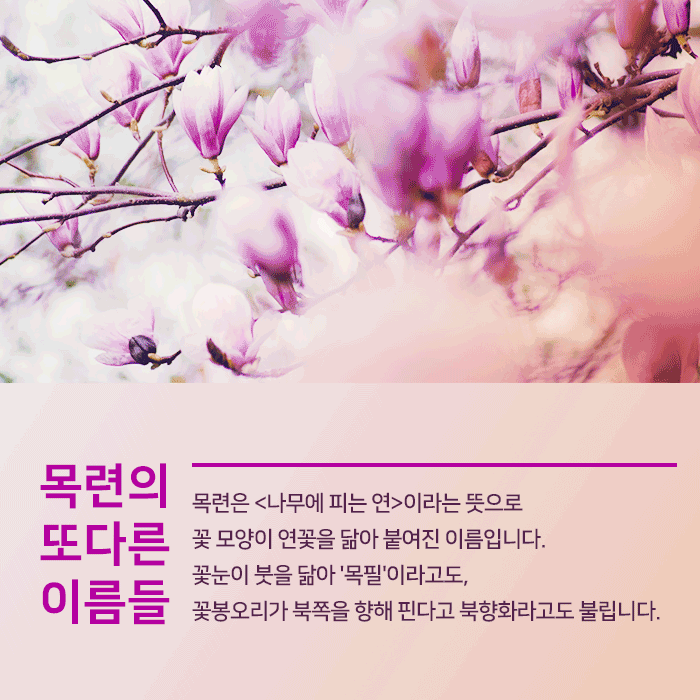 목련의
또다른
이름들
목련은 <나무에 피는 연>이라는 뜻으로
꽃 모양이 연꽃을 닮아 붙여진 이름입니다.
꽃눈이 붓을 닮아 '목필'이라고도,
꽃봉오리가 북쪽을 향해 핀다고 북향화라고도 불립니다.